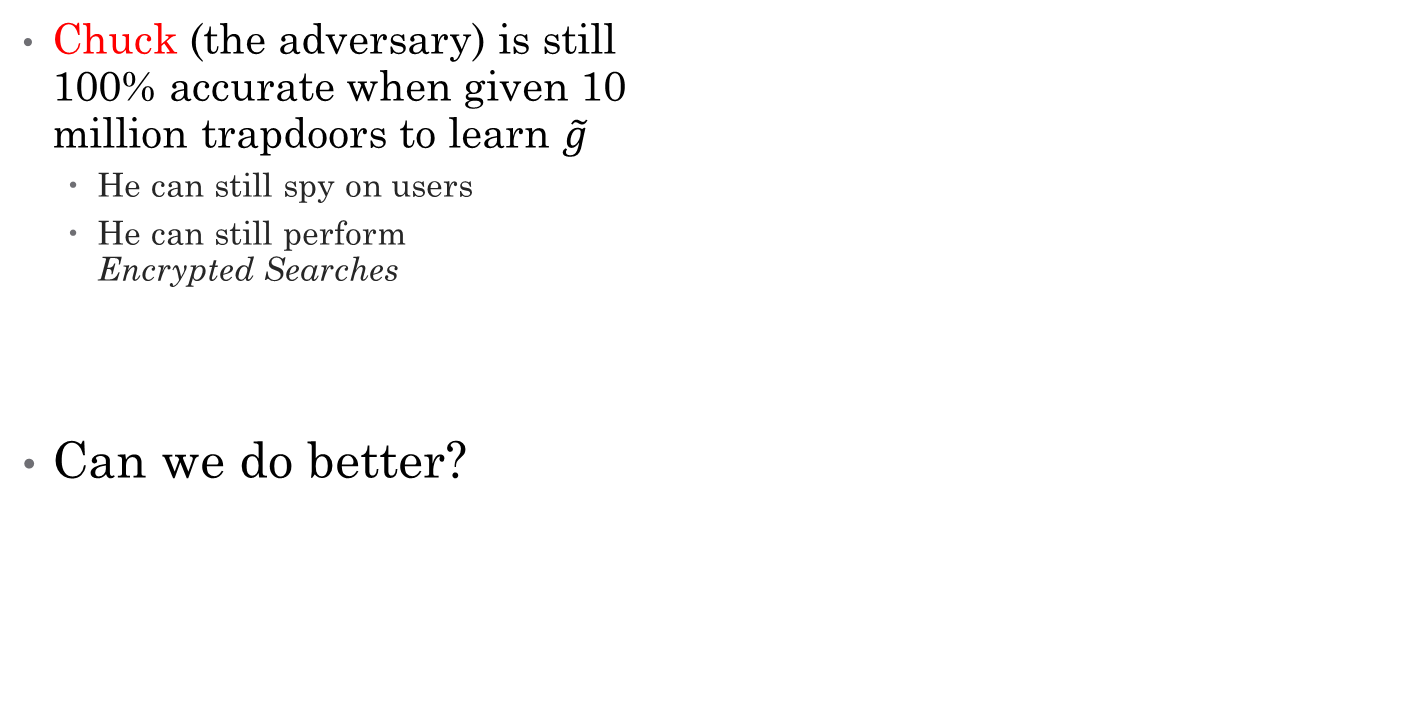 • Chuck (the adversary) is still
100% accurate when given 10
million trapdoors to learn g̃
• He can still spy on users
• He can still perform
Encrypted Searches
• Can we do better?